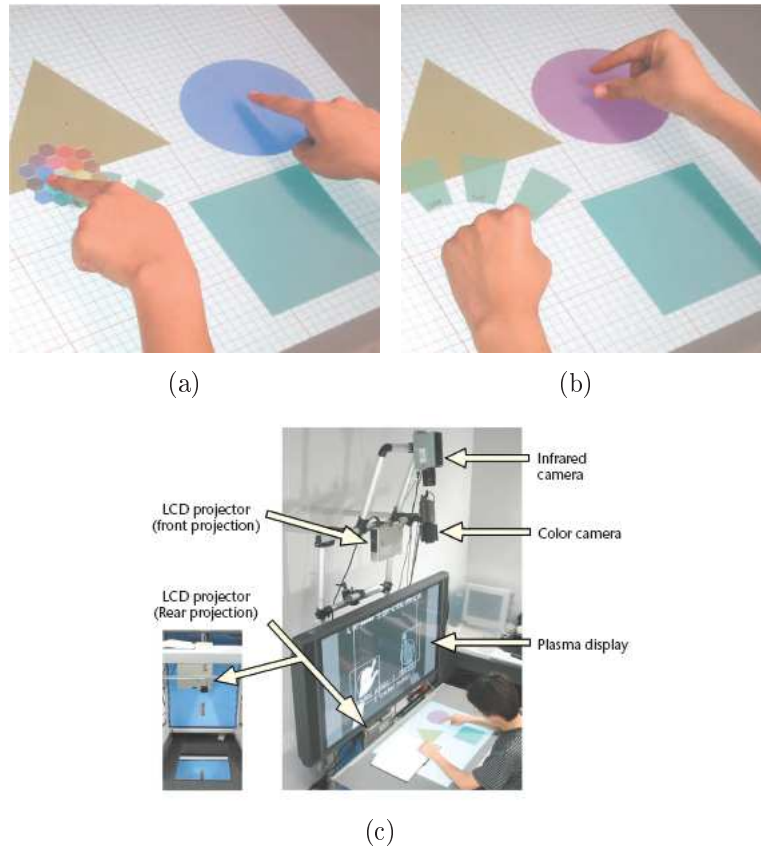 (a)
(b)
Infrared
camera
LCD projector
(front projection)
Color camera
LCD projector
(Rear projection)
Plasma display
(c)